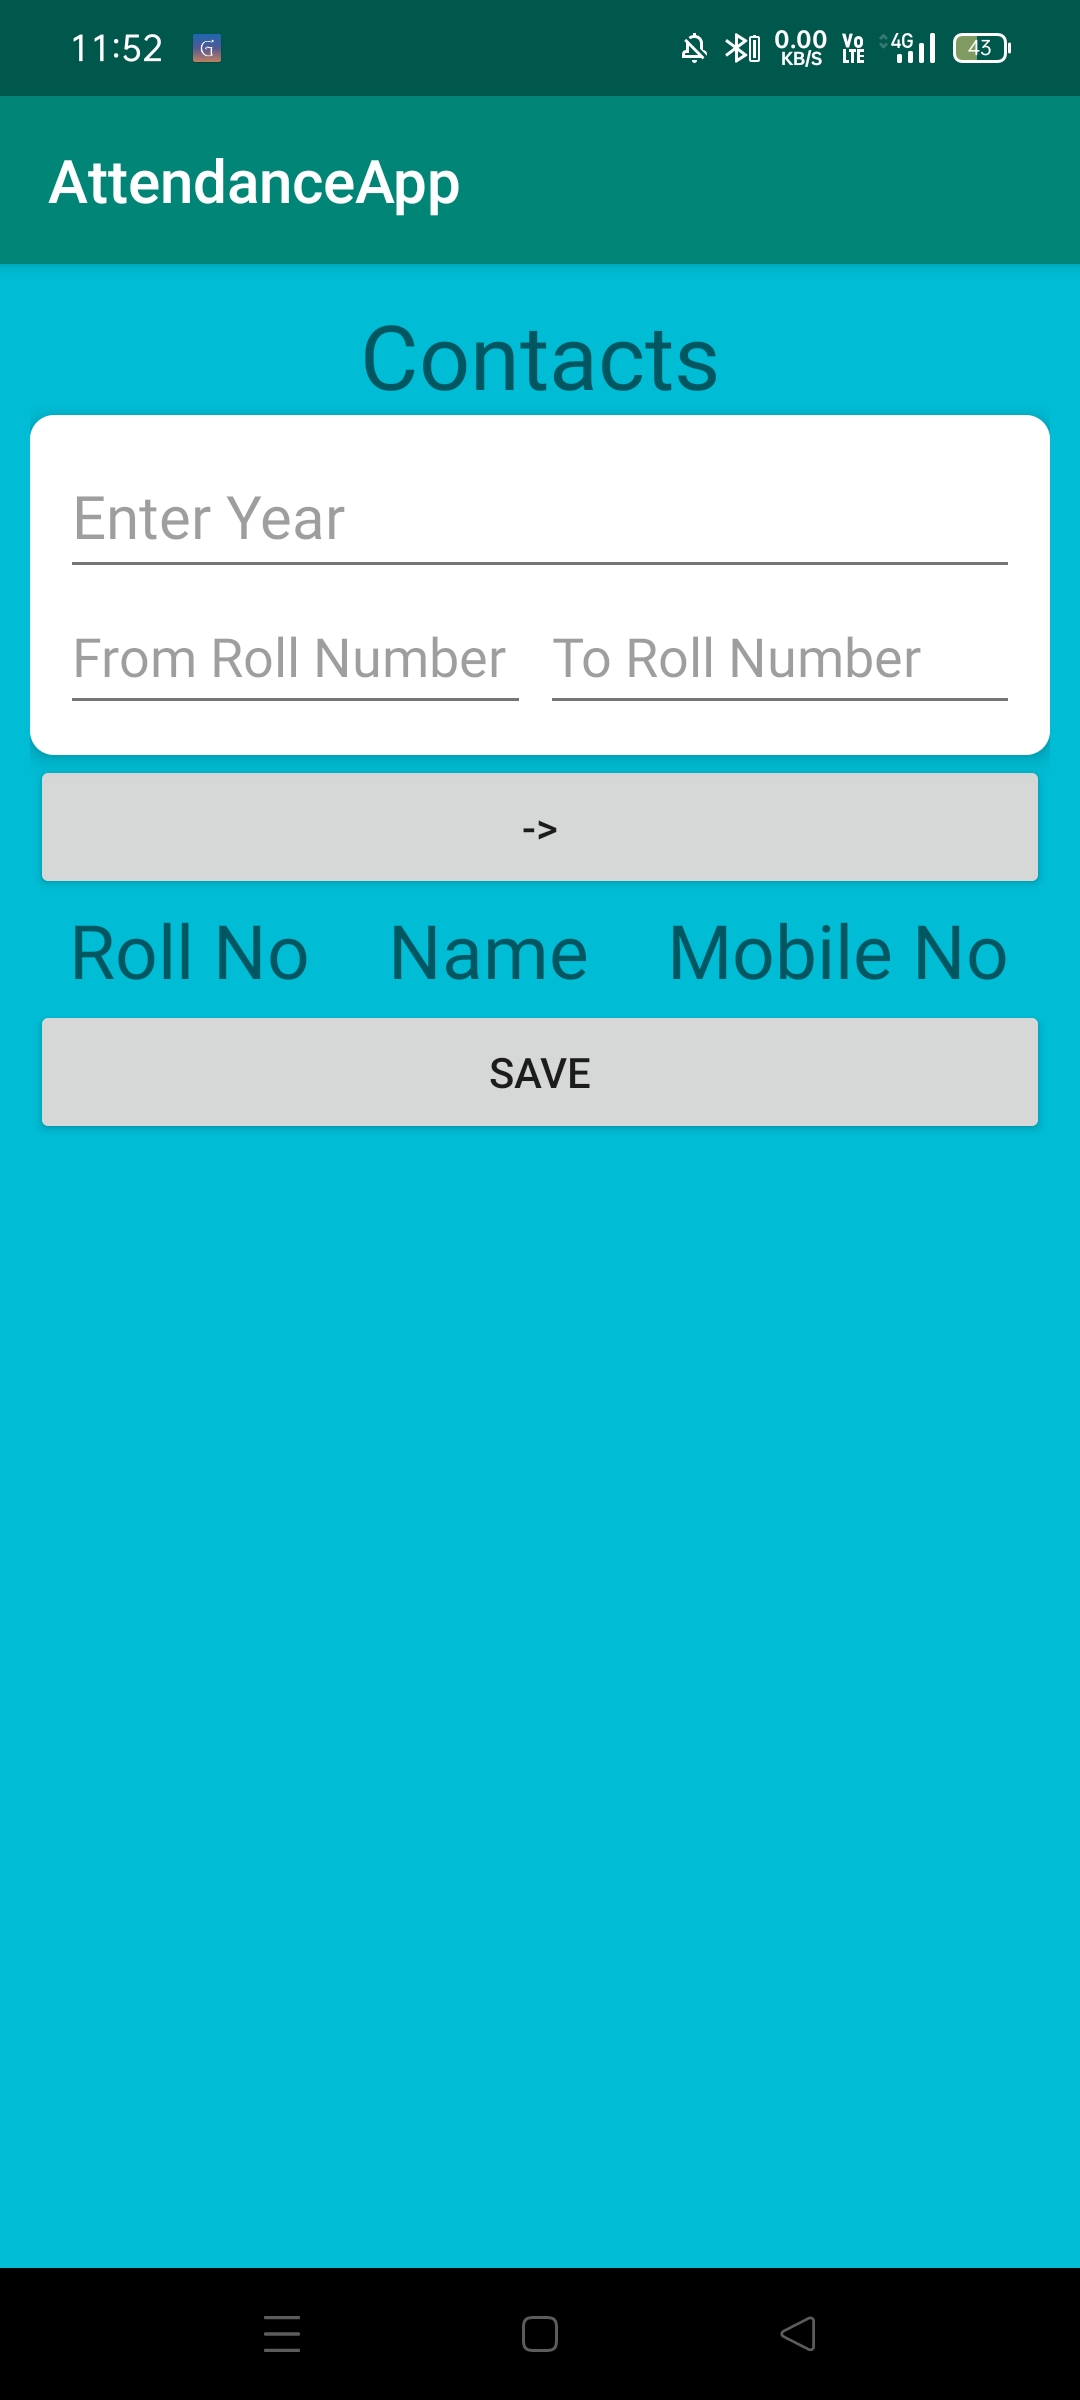 11:52 G 0.00 KB/S Vo LTE 4G 43
AttendanceApp
Contacts
Enter Year
From Roll Number To Roll Number
->
Roll No Name Mobile No
SAVE